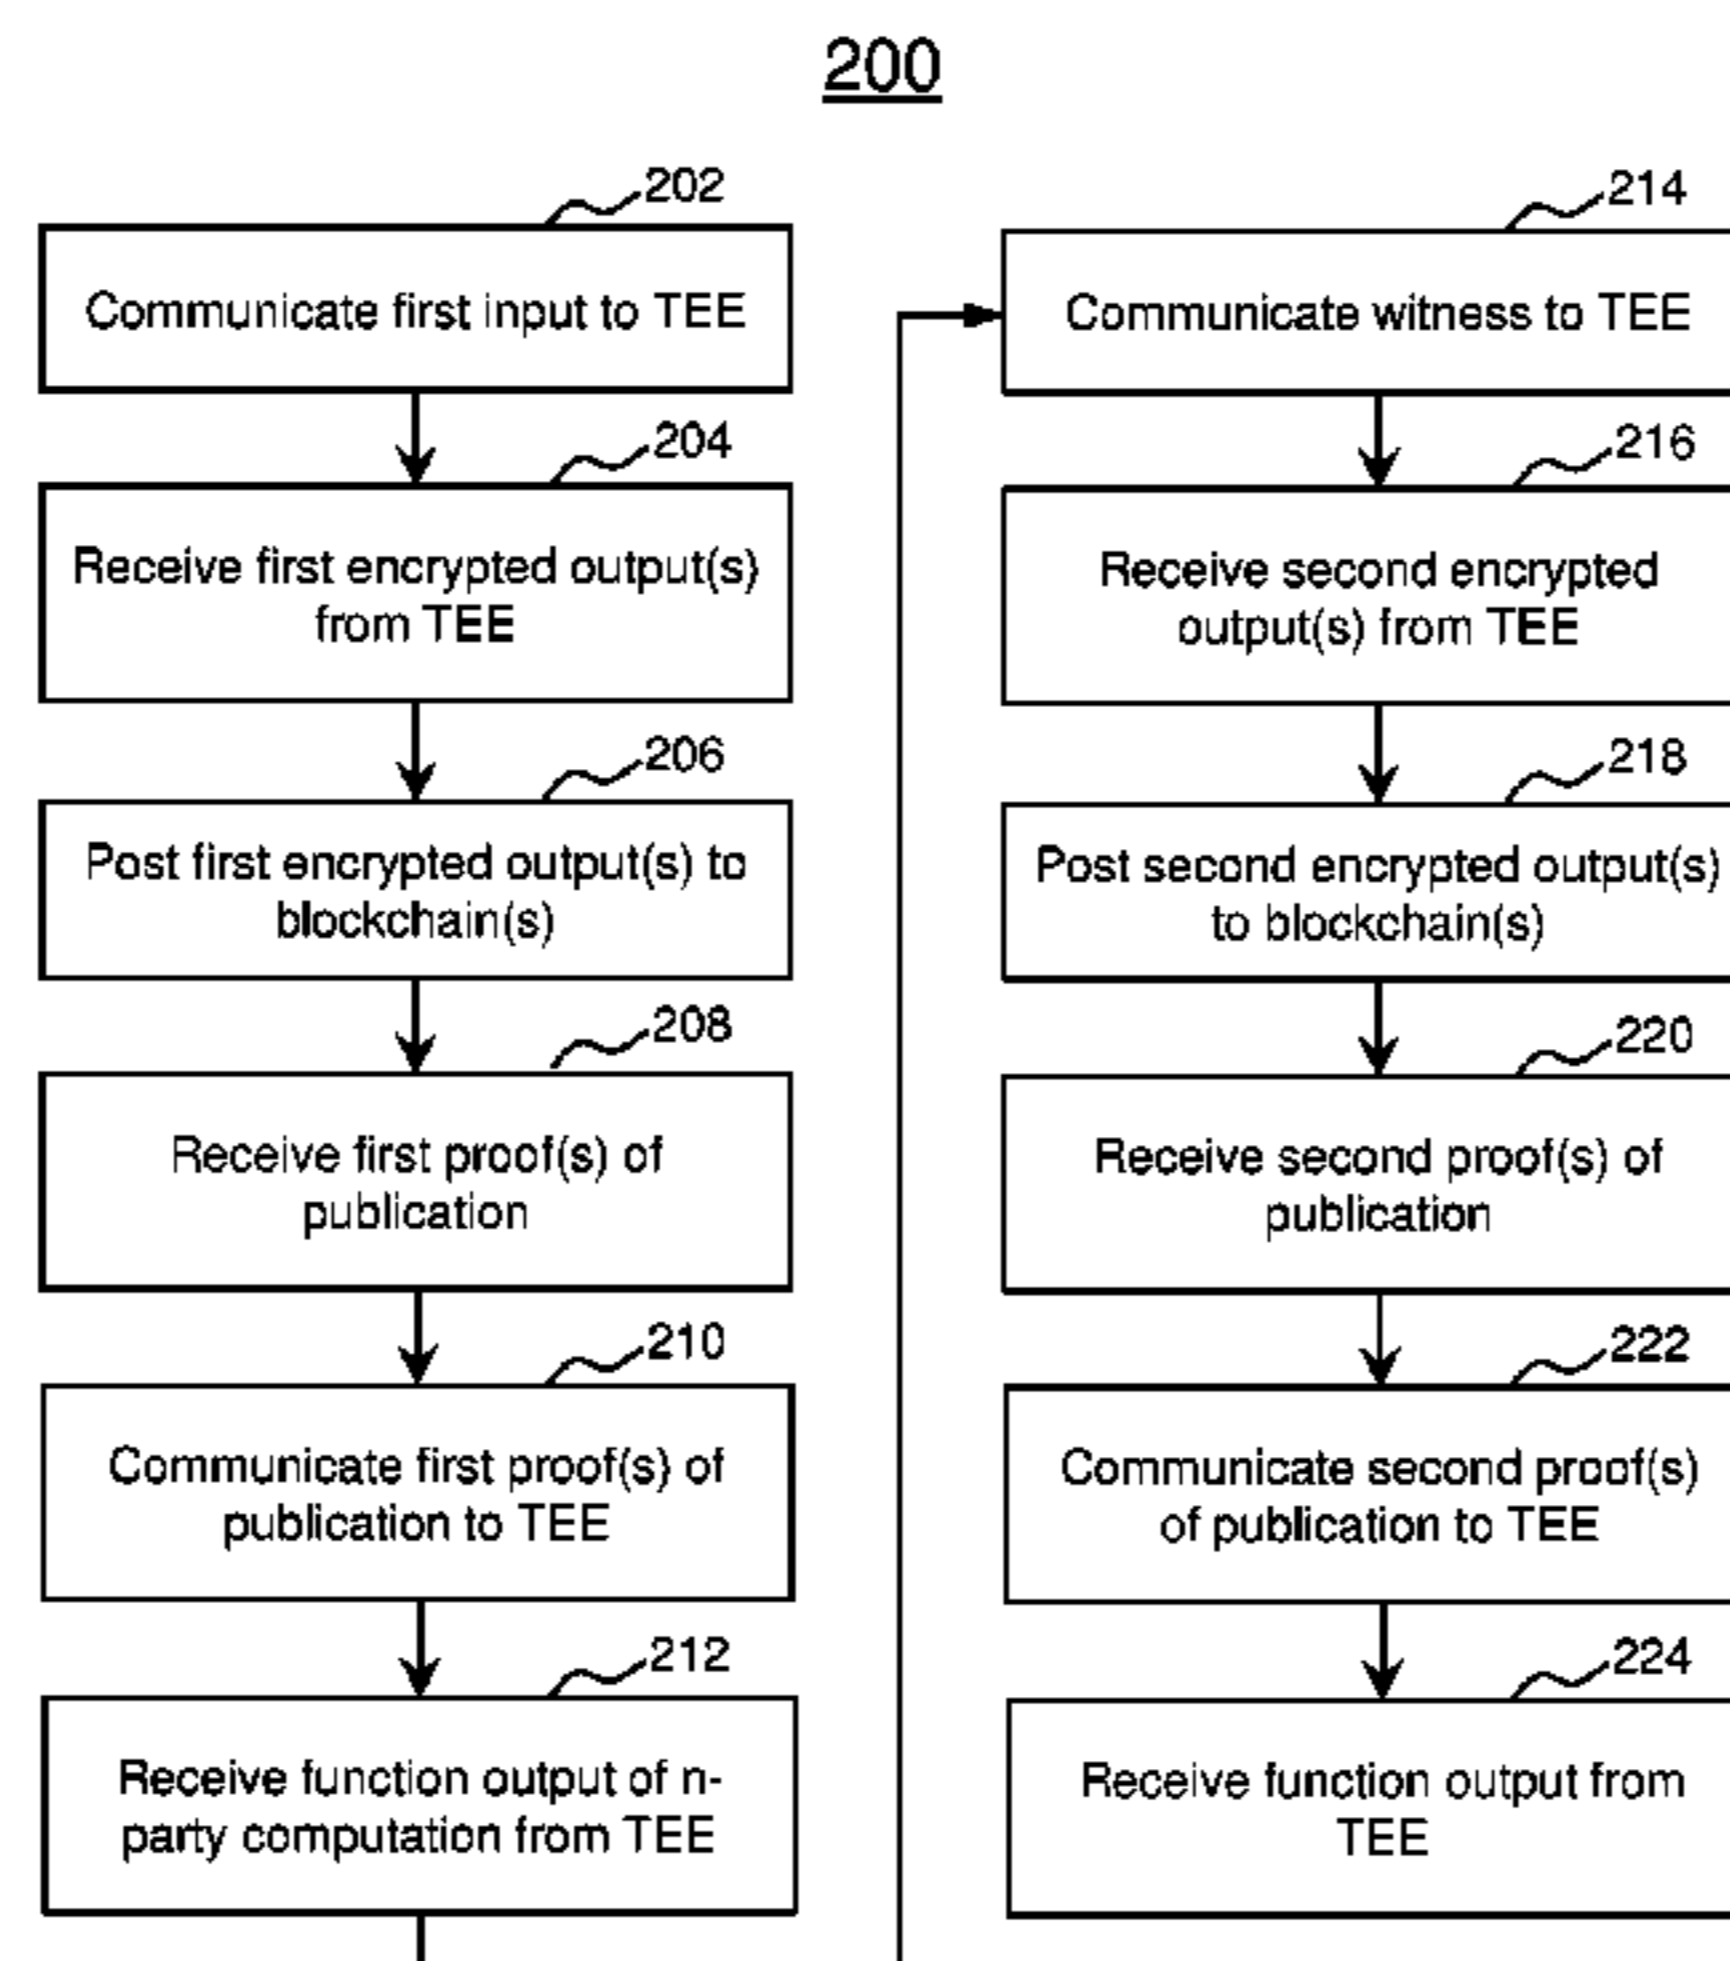 200
202
Communicate first input to TEE
204
Receive first encrypted output(s)
from TEE
206
Post first encrypted output(s) to
blockchain(s)
208
Receive first proof(s) of
publication
210
Communicate first proof(s) of
publication to TEE
212
Receive function output of n-
party computation from TEE
214
Communicate witness to TEE
216
Receive second encrypted
output(s) from TEE
218
Post second encrypted output(s)
to blockchain(s)
220
Receive second proof(s) of
publication
222
Communicate second proof(s)
of publication to TEE
224
Receive function output from
TEE